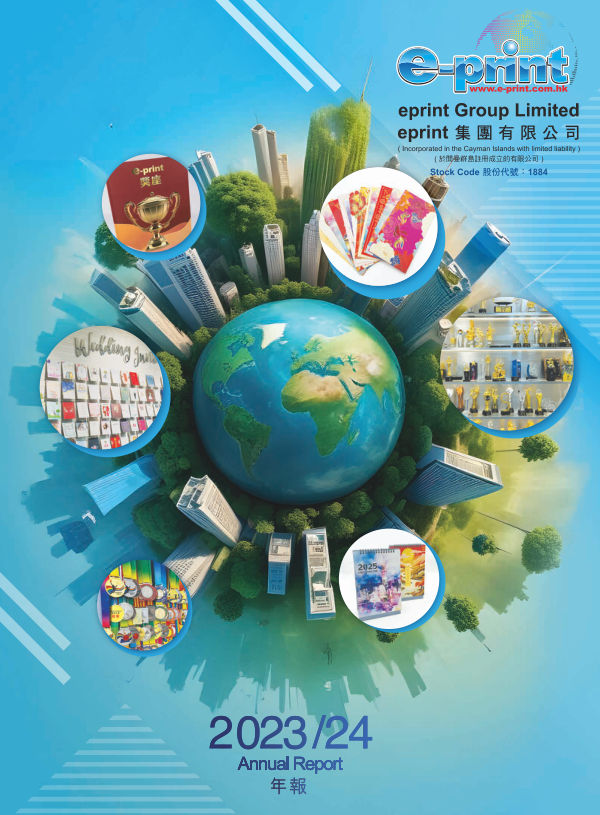 e-print
www.e-print.com.hk
eprint Group Limited
eprint 集團有限公司
( Incorporated in the Cayman Islands with limited liability )
( 於開曼群島註冊成立的有限公司 )
Stock Code 股份代號：1884
e-print
獎座
Wedding
2025
2023/24
Annual Report
年報